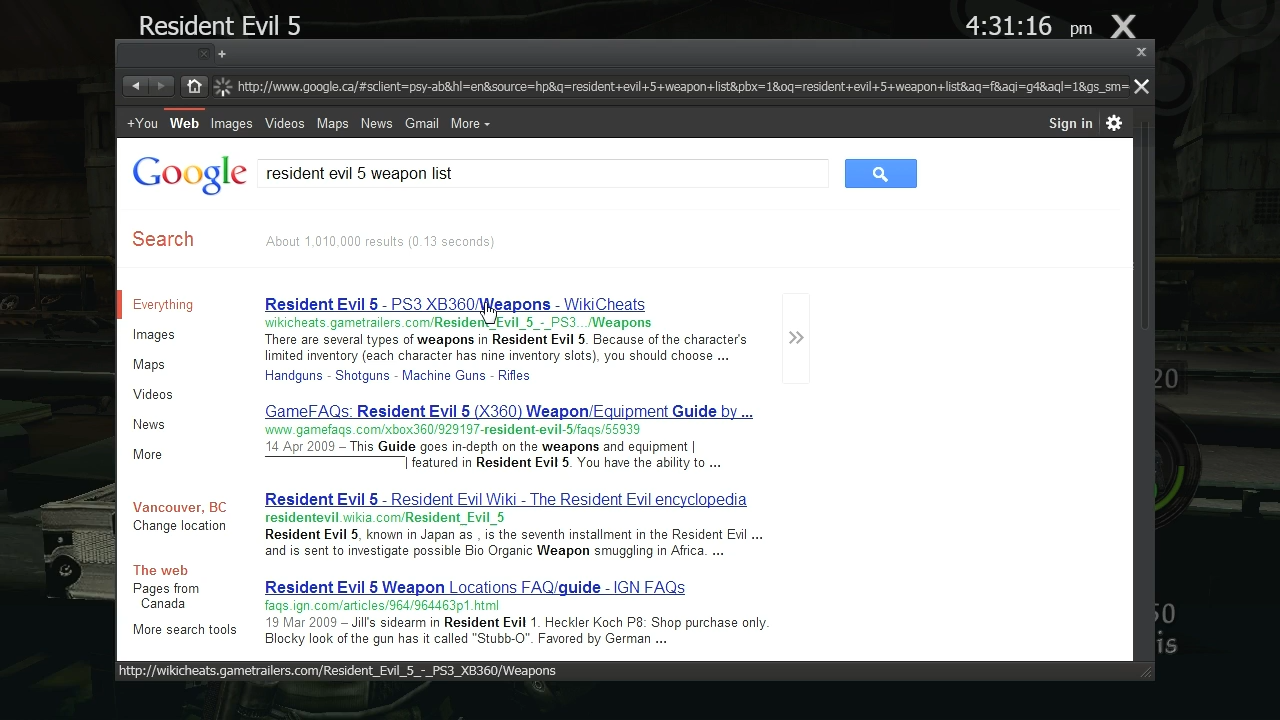 Resident Evil 5
4:31:16 pm X
http://www.google.ca/#sclient=psy-ab&hl=en&source=hp&q=resident+evil+5+weapon+list&pbx=1&oq=resident+evil+5+weapon+list&aq=f&aqi=g4&aql=1&gs_sm=
+You Web Images Videos Maps News Gmail More Sign in
Google resident evil 5 weapon list
Search About 1,010,000 results (0.13 seconds)
Everything
Images
Maps
Videos
News
More
Vancouver, BC
Change location
The web
Pages from
Canada
More search tools
Resident Evil 5 - PS3 XB360/Weapons - WikiCheats
wikicheats.gametrailers.com/Resident_Evil_5_-_PS3.../Weapons
There are several types of weapons in Resident Evil 5. Because of the character's
limited inventory (each character has nine inventory slots), you should choose ...
Handguns - Shotguns - Machine Guns - Rifles
GameFAQs: Resident Evil 5 (X360) Weapon/Equipment Guide by ...
www.gamefaqs.com/xbox360/929197-resident-evil-5/faqs/55939
14 Apr 2009 – This Guide goes in-depth on the weapons and equipment |
| featured in Resident Evil 5. You have the ability to ...
Resident Evil 5 - Resident Evil Wiki - The Resident Evil encyclopedia
residentevil.wikia.com/Resident_Evil_5
Resident Evil 5, known in Japan as , is the seventh installment in the Resident Evil ...
and is sent to investigate possible Bio Organic Weapon smuggling in Africa. ...
Resident Evil 5 Weapon Locations FAQ/guide - IGN FAQs
faqs.ign.com/articles/964/964463p1.html
19 Mar 2009 – Jill's sidearm in Resident Evil 1. Heckler Koch P8: Shop purchase only.
Blocky look of the gun has it called "Stubb-O". Favored by German ...
http://wikicheats.gametrailers.com/Resident_Evil_5_-_PS3_XB360/Weapons